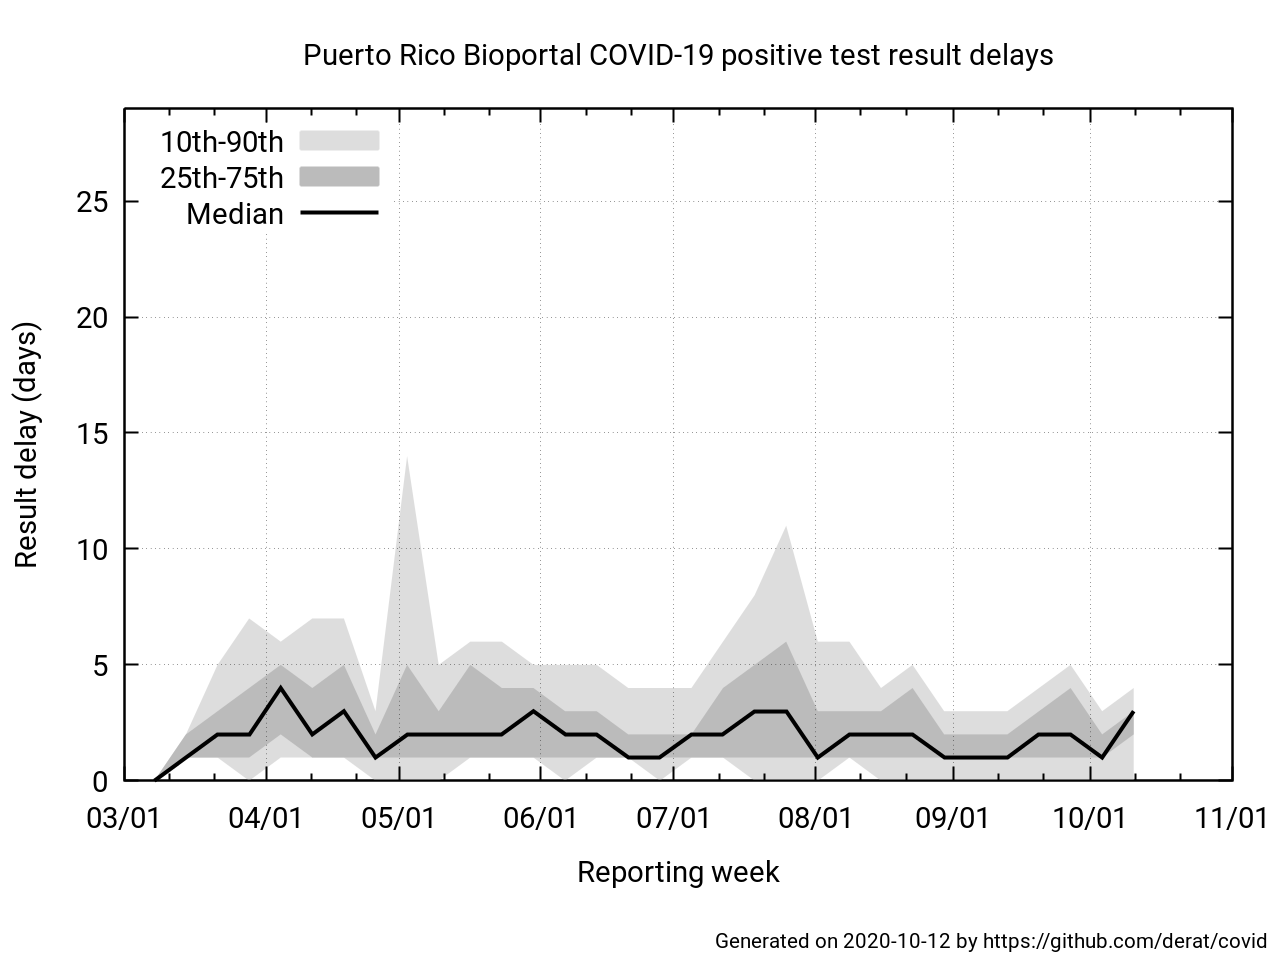 Puerto Rico Bioportal COVID-19 positive test result delays
10th-90th
25th-75th
Median
25
20
15
10
5
0
Result delay (days)
03/01 04/01 05/01 06/01 07/01 08/01 09/01 10/01 11/01
Reporting week
Generated on 2020-10-12 by https://github.com/derat/covid